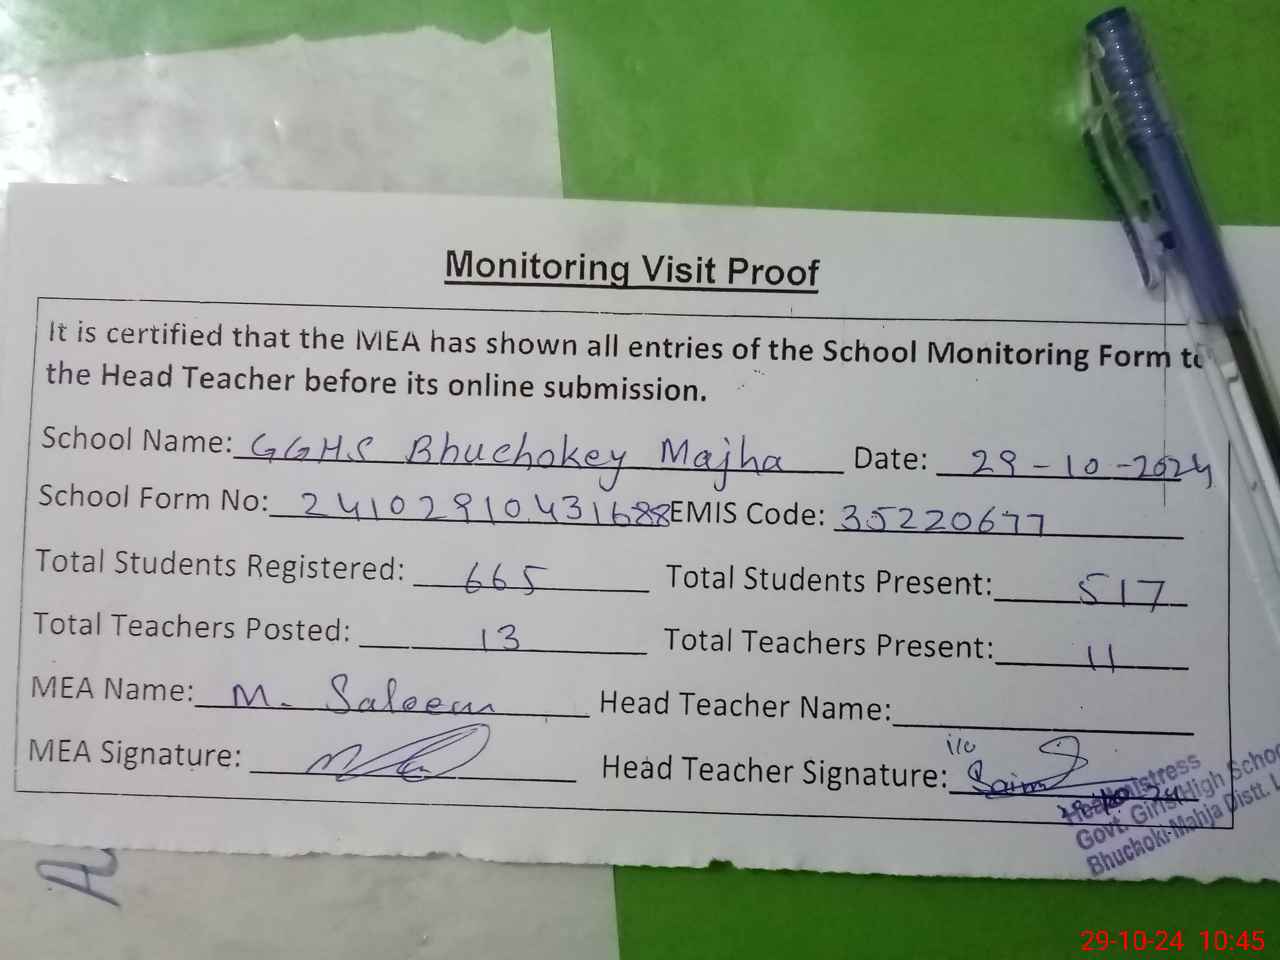 Monitoring Visit Proof
It is certified that the MEA has shown all entries of the School Monitoring Form to
the Head Teacher before its online submission.
School Name: GGHS Bhuchokey Majha Date: 29-10-2024
School Form No: 241029104 31688 EMIS Code: 35220677
Total Students Registered: 665 Total Students Present: 517
Total Teachers Posted: 13 Total Teachers Present: 11
MEA Name: M. Saleem Head Teacher Name:
MEA Signature: Head Teacher Signature: i/c Saima
Headmistress
Govt. Girls High School
Bhuchoki-Mahja Distt. L
29-10-24 10:45